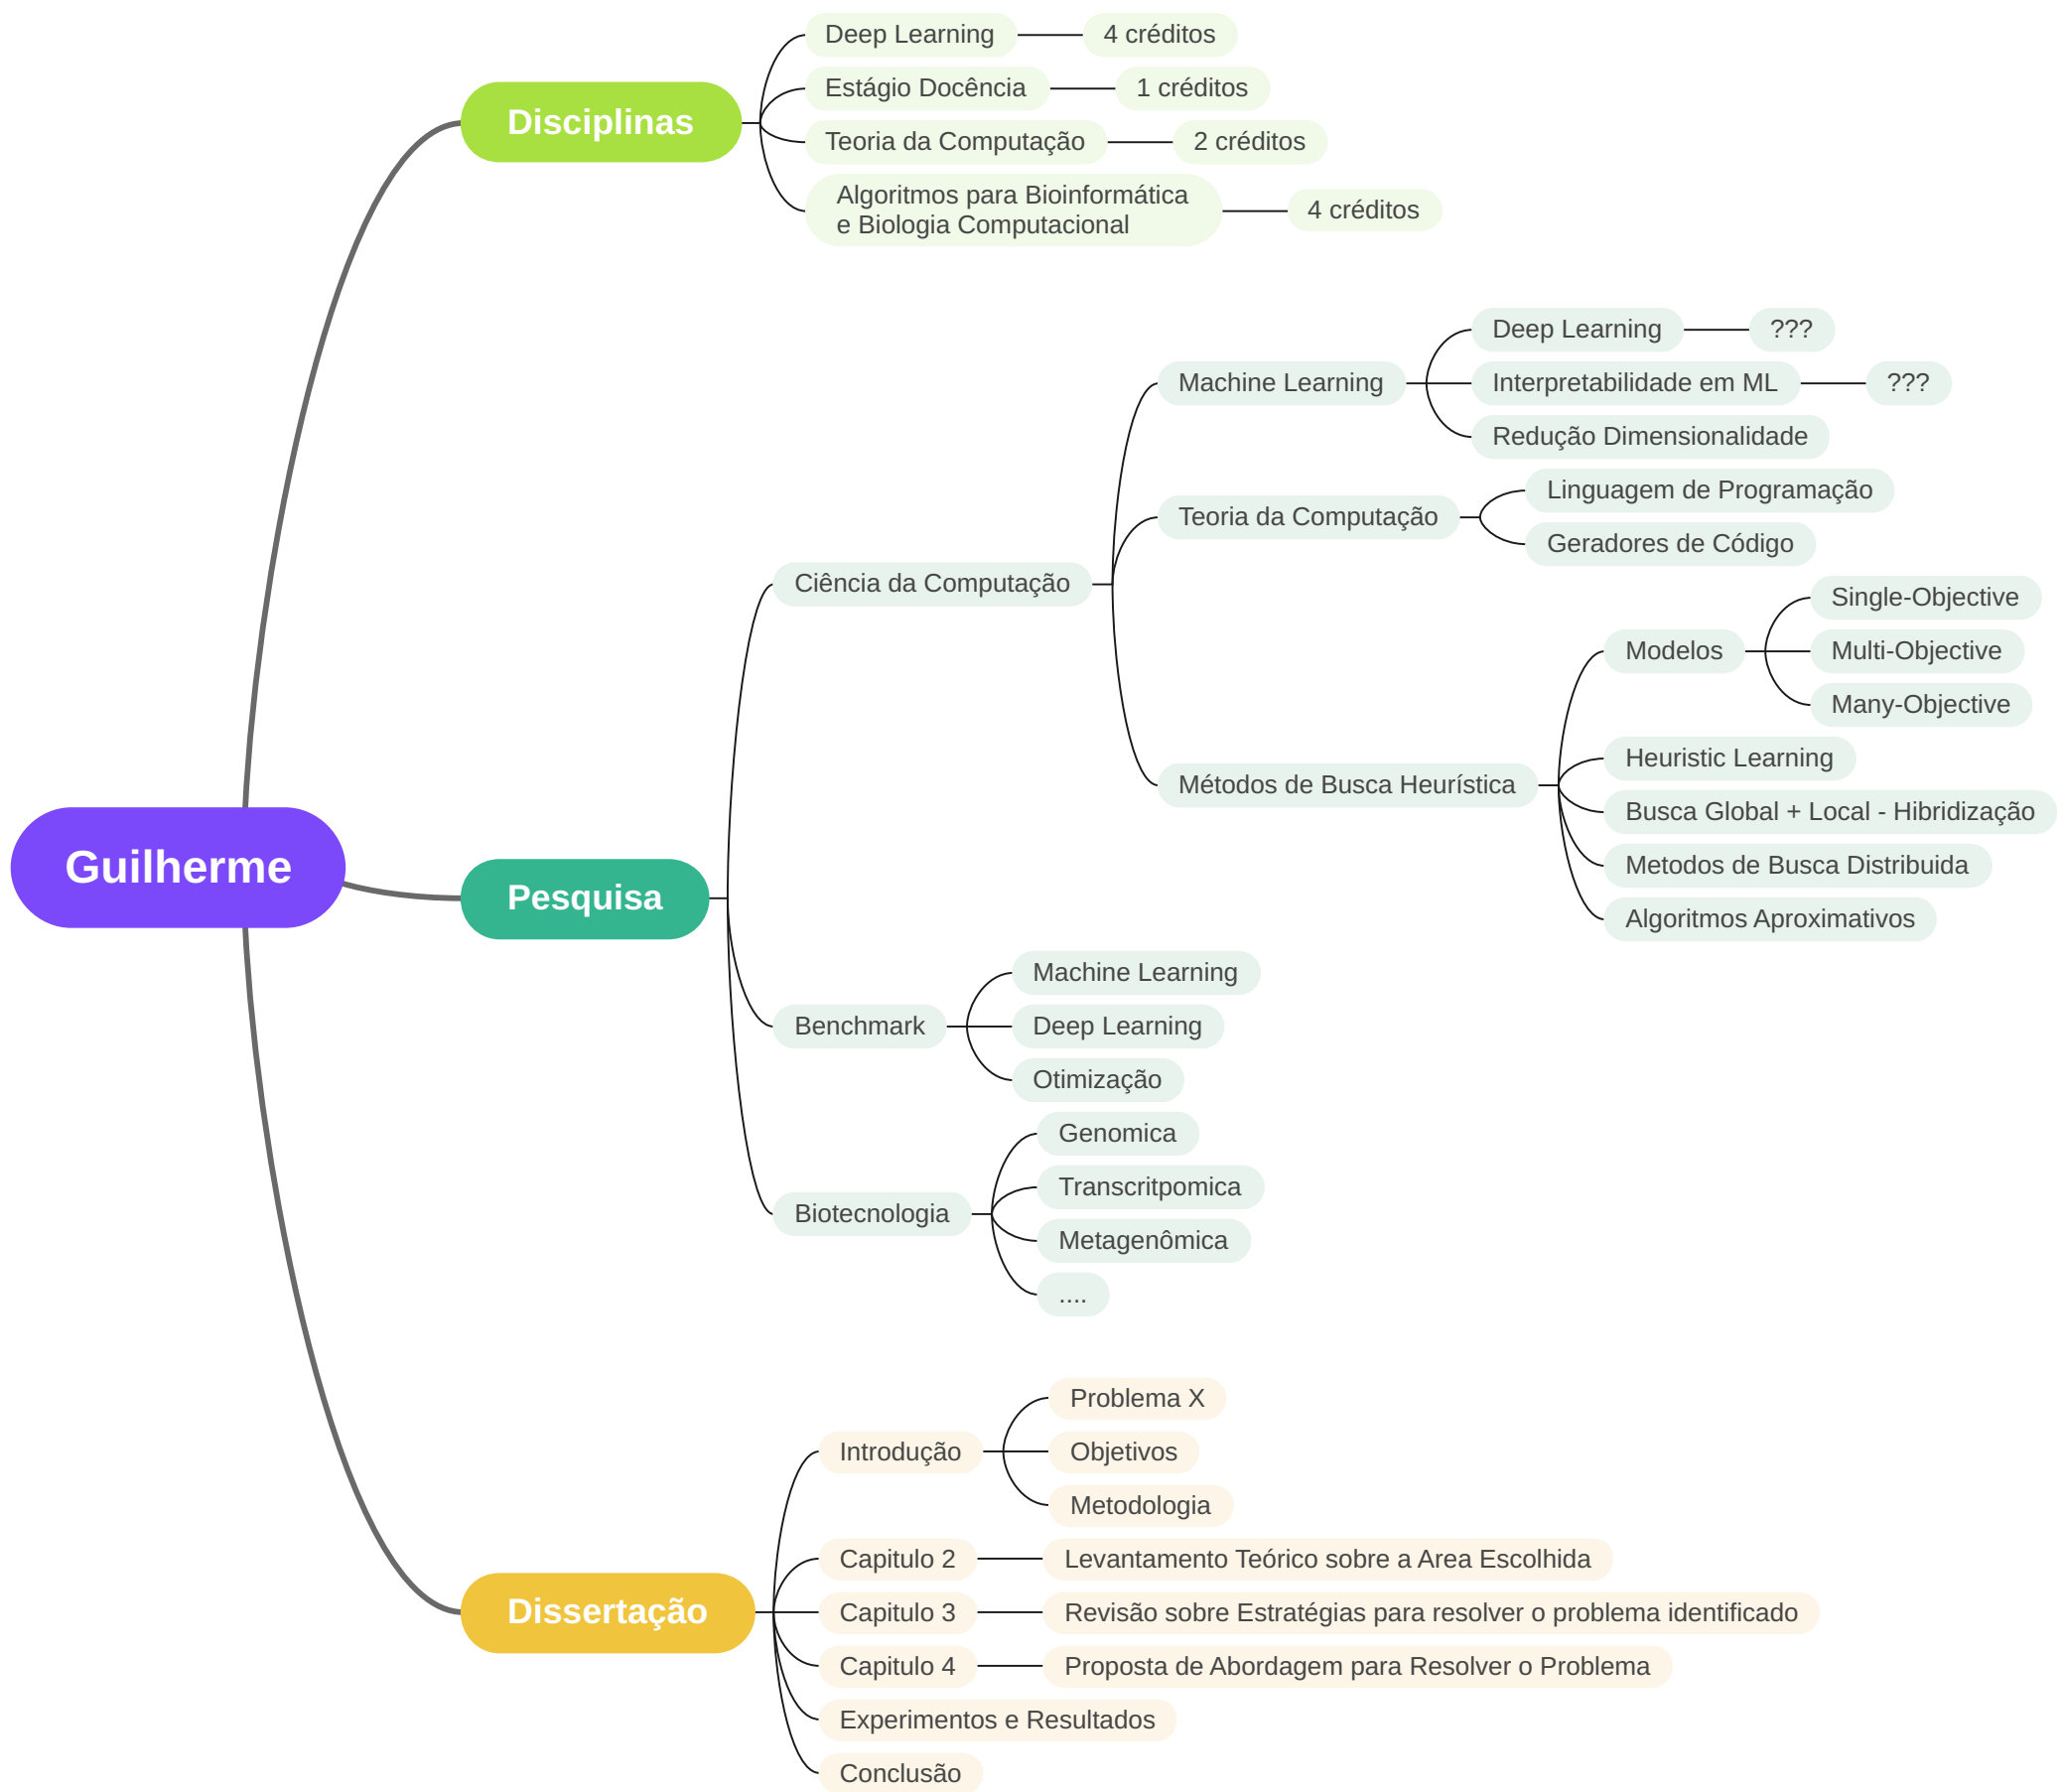 Guilherme
Disciplinas
Deep Learning
4 créditos
Estágio Docência
1 créditos
Teoria da Computação
2 créditos
Algoritmos para Bioinformática
e Biologia Computacional
4 créditos
Pesquisa
Ciência da Computação
Machine Learning
Deep Learning
???
Interpretabilidade em ML
???
Redução Dimensionalidade
Teoria da Computação
Linguagem de Programação
Geradores de Código
Métodos de Busca Heurística
Modelos
Single-Objective
Multi-Objective
Many-Objective
Heuristic Learning
Busca Global + Local - Hibridização
Metodos de Busca Distribuida
Algoritmos Aproximativos
Benchmark
Machine Learning
Deep Learning
Otimização
Biotecnologia
Genomica
Transcritpomica
Metagenômica
....
Dissertação
Introdução
Problema X
Objetivos
Metodologia
Capitulo 2
Levantamento Teórico sobre a Area Escolhida
Capitulo 3
Revisão sobre Estratégias para resolver o problema identificado
Capitulo 4
Proposta de Abordagem para Resolver o Problema
Experimentos e Resultados
Conclusão